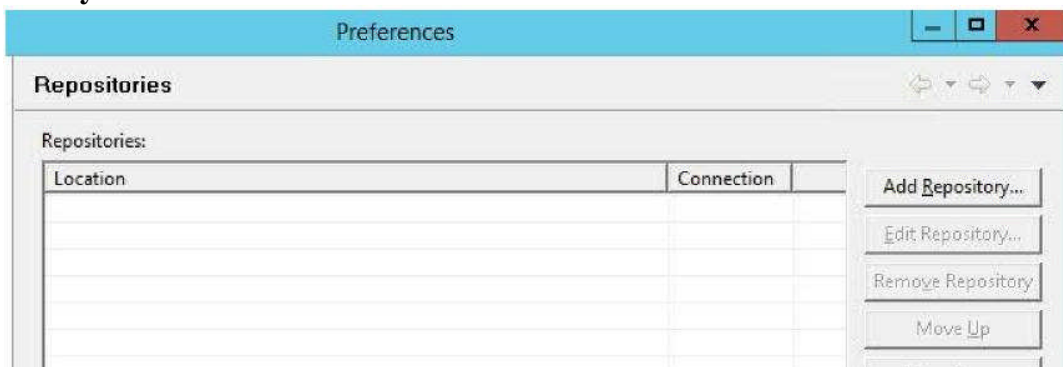 Preferences
Repositories
Repositories:
Location Connection
Add Repository...
Edit Repository...
Remove Repository
Move Up